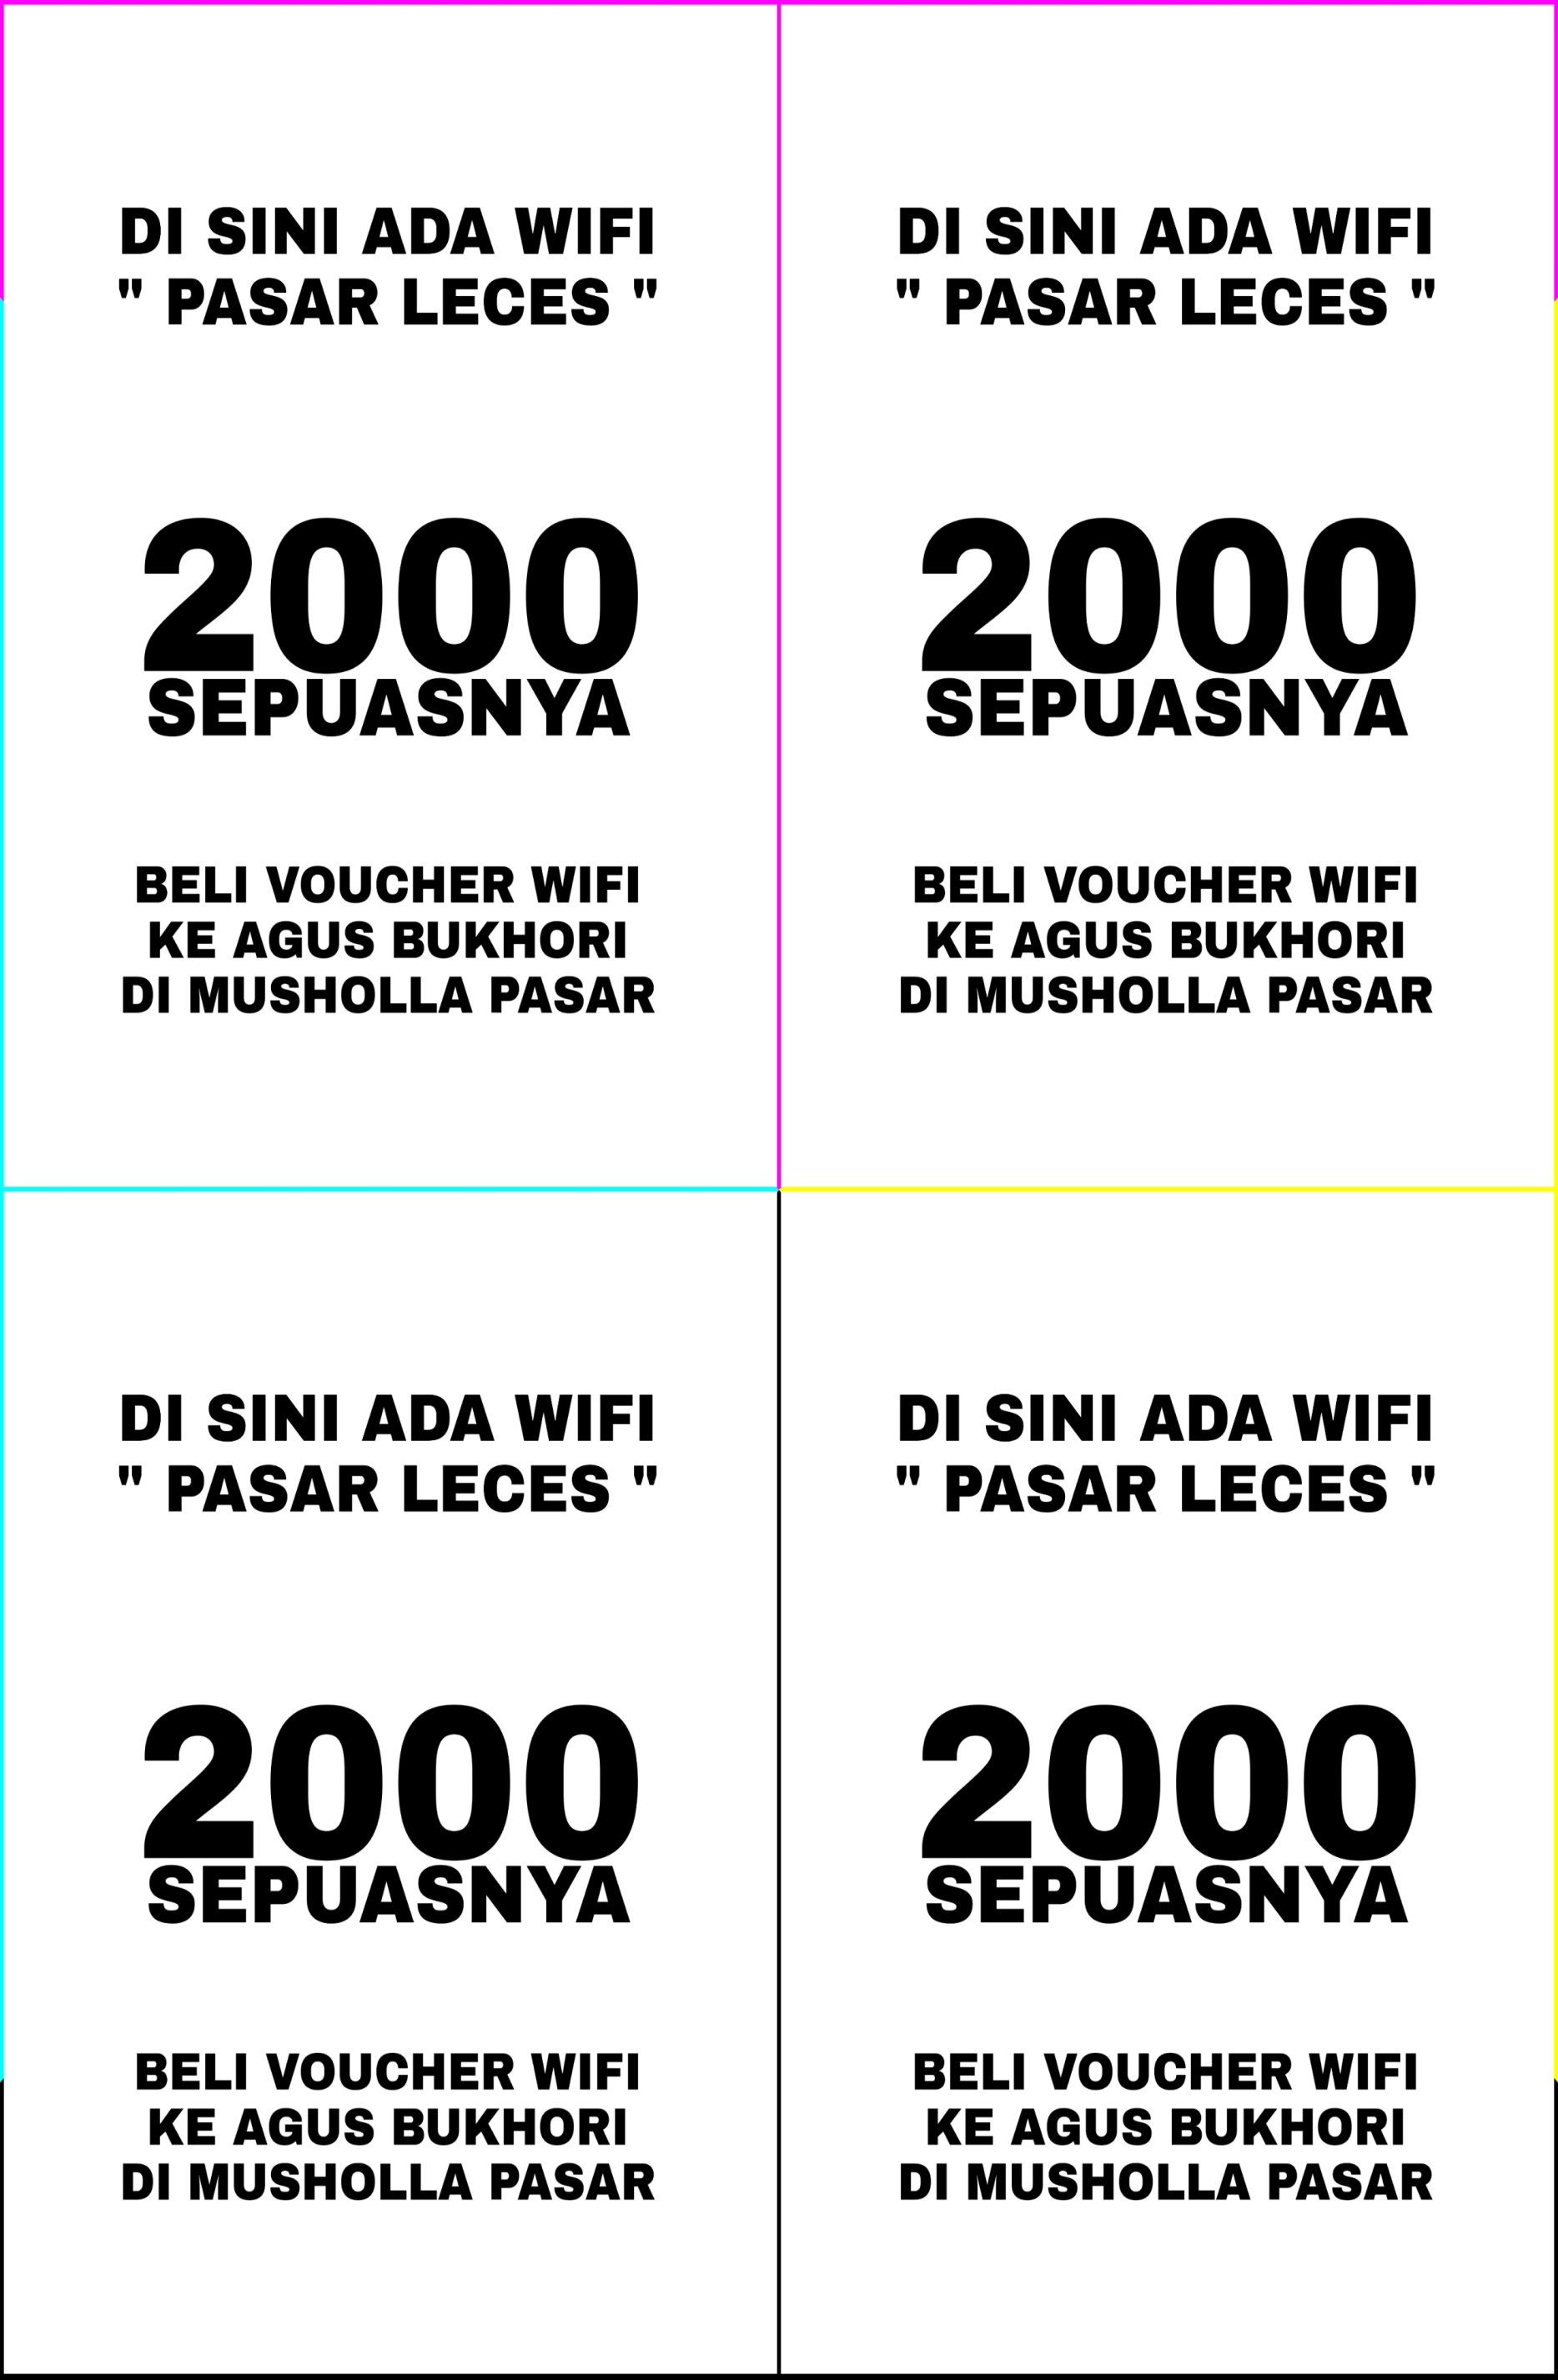 DI SINI ADA WIFI
" PASAR LECES "
2000
SEPUASNYA
BELI VOUCHER WIFI
KE AGUS BUKHORI
DI MUSHOLLA PASAR
DI SINI ADA WIFI
" PASAR LECES "
2000
SEPUASNYA
BELI VOUCHER WIFI
KE AGUS BUKHORI
DI MUSHOLLA PASAR
DI SINI ADA WIFI
" PASAR LECES "
2000
SEPUASNYA
BELI VOUCHER WIFI
KE AGUS BUKHORI
DI MUSHOLLA PASAR
DI SINI ADA WIFI
" PASAR LECES "
2000
SEPUASNYA
BELI VOUCHER WIFI
KE AGUS BUKHORI
DI MUSHOLLA PASAR